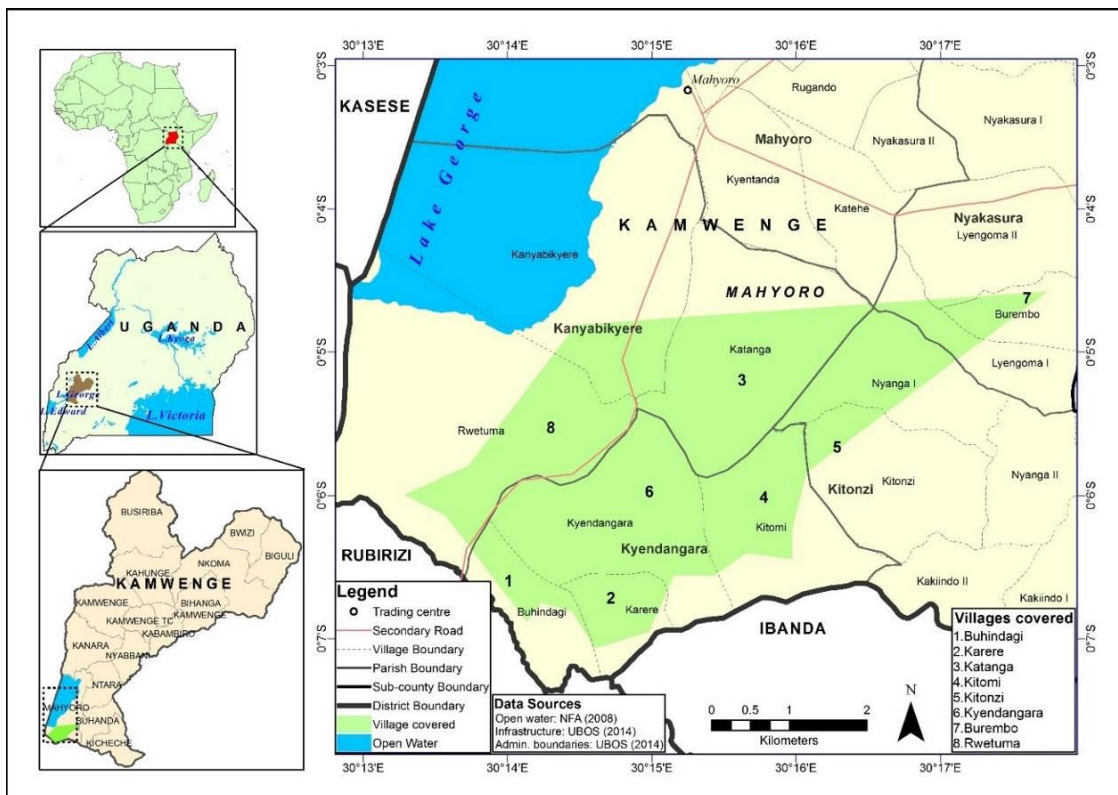 U G A N D A
L. Albert
L. Kyoga
L. George
L. Edward
L. Victoria
BUSIRIBA
BWIZI
BIGULI
NKOMA
KAHUNGE
KAMWENGE
KAMWENGE
BIHANGA
KAMWENGE
KAMWENGE TC
KABAMBIRO
KANARA
NYABBANI
NTARA
MAHYORO
BUHANDA
KICHECHE
30°13'E
30°14'E
30°15'E
30°16'E
30°17'E
0°3'S
0°3'S
0°4'S
0°4'S
0°5'S
0°5'S
0°6'S
0°6'S
0°7'S
0°7'S
KASESE
Lake George
Mahyoro
Rugando
Nyakasura I
Mahyoro
Nyakasura II
Kyentanda
Katehe
K A M W E N G E
Nyakasura
Lyengoma II
Kanyabikyere
MAHYORO
7
Burembo
Kanyabikyere
Katanga
Lyengoma I
3
Nyanga I
8
Rwetuma
5
Kitonzi
Nyanga II
Kitonzi
6
4
Kyendangara
Kitomi
Kyendangara
RUBIRIZI
1
Buhindagi
2
Karere
Kakiindo II
Kakiindo I
IBANDA
Legend
Trading centre
Secondary Road
Village Boundary
Parish Boundary
Sub-county Boundary
District Boundary
Village covered
Open Water
Data Sources
Open water: NFA (2008)
Infrastructure: UBOS (2014)
Admin. boundaries: UBOS (2014)
0 0.5 1 2
Kilometers
N
Villages covered
1.Buhindagi
2.Karere
3.Katanga
4.Kitomi
5.Kitonzi
6.Kyendangara
7.Burembo
8.Rwetuma
30°13'E
30°14'E
30°15'E
30°16'E
30°17'E